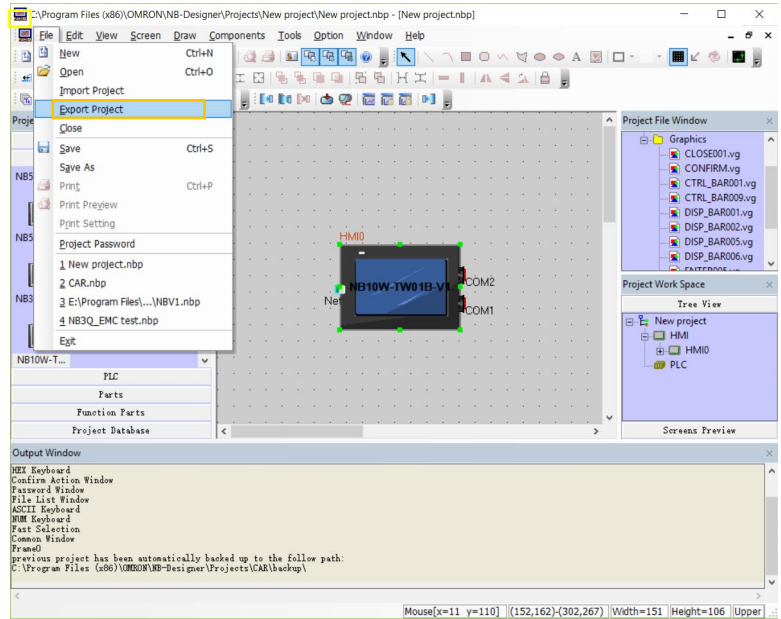 C:\Program Files (x86)\OMRON\NB-Designer\Projects\New project\New project.nbp - [New project.nbp]
File Edit View Screen Draw Components Tools Option Window Help
New Ctrl+N
Open Ctrl+O
Import Project
Export Project
Close
Save Ctrl+S
Save As
Print Ctrl+P
Print Preview
Print Setting
Project Password
1 New project.nbp
2 CAR.nbp
3 E:\Program Files\...\NBV1.nbp
4 NB3Q_EMC test.nbp
Exit
Proje
NB5
NB5
NB3
NB10W-T...
PLC
Parts
Function Parts
Project Database
HMI0
NB10W-TW01B-V1
COM2
Net
COM1
Project File Window
Graphics
CLOSE001.vg
CONFIRM.vg
CTRL_BAR001.vg
CTRL_BAR009.vg
DISP_BAR001.vg
DISP_BAR002.vg
DISP_BAR005.vg
DISP_BAR006.vg
ENTER005.vg
Project Work Space
Tree View
New project
HMI
HMI0
PLC
Screens Preview
Output Window
HEX Keyboard
Confirm Action Window
Password Window
File List Window
ASCII Keyboard
NUM Keyboard
Fast Selection
Common Window
Frame0
previous project has been automatically backed up to the follow path:
C:\Program Files (x86)\OMRON\NB-Designer\Projects\CAR\backup\
Mouse[x=11 y=110] (152,162)-(302,267) Width=151 Height=106 Upper